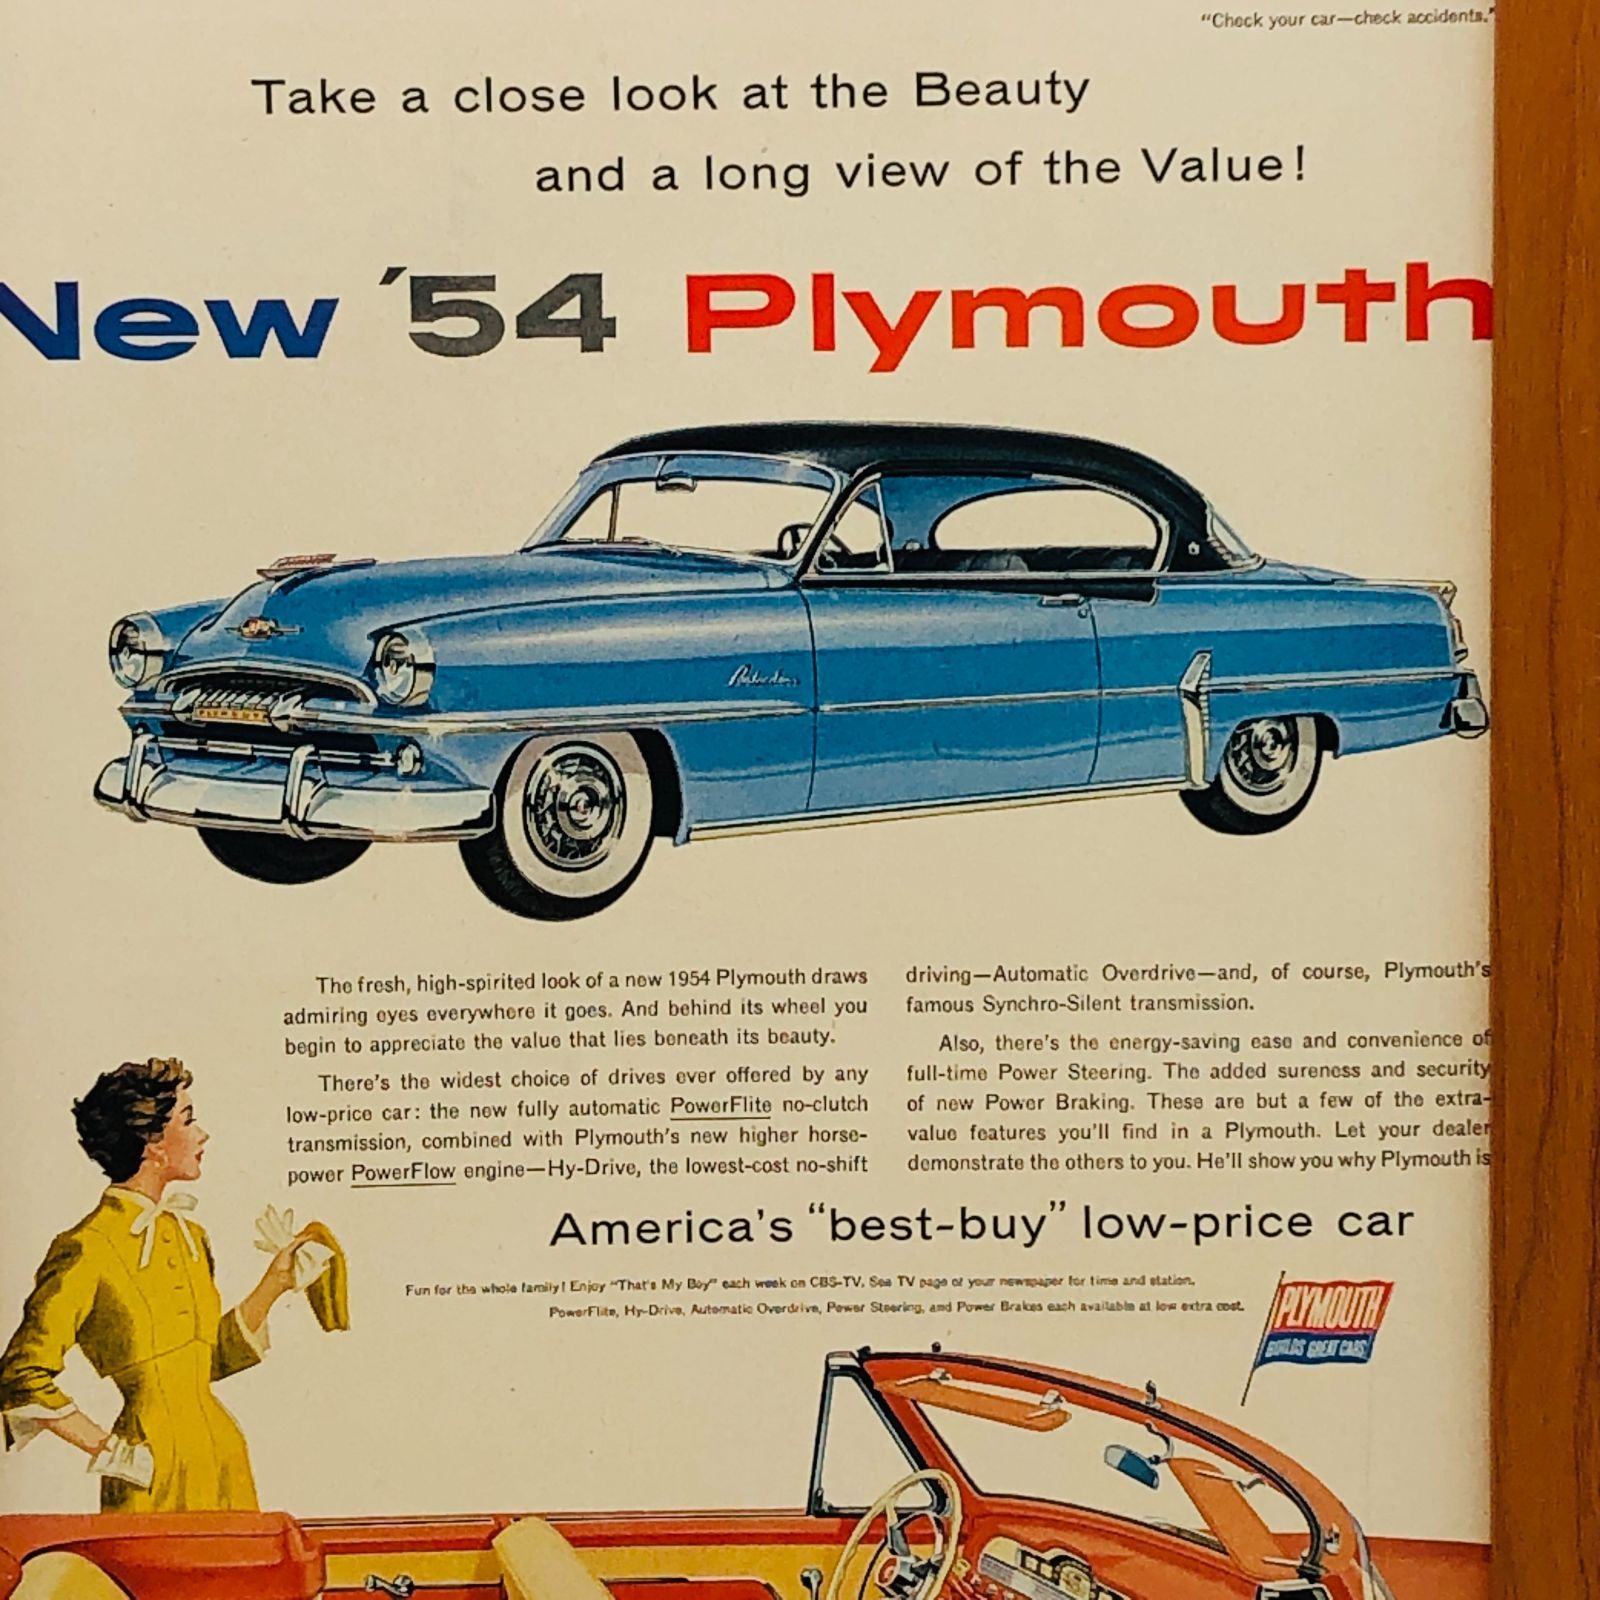 "Check your car—check accidents."
Take a close look at the Beauty
and a long view of the Value!
New '54 Plymouth
Belvedere
PLYMOUTH
The fresh, high-spirited look of a new 1954 Plymouth draws
admiring eyes everywhere it goes. And behind its wheel you
begin to appreciate the value that lies beneath its beauty.
There's the widest choice of drives ever offered by any
low-price car: the new fully automatic PowerFlite no-clutch
transmission, combined with Plymouth's new higher horse-
power PowerFlow engine—Hy-Drive, the lowest-cost no-shift
driving—Automatic Overdrive—and, of course, Plymouth's
famous Synchro-Silent transmission.
Also, there's the energy-saving ease and convenience of
full-time Power Steering. The added sureness and security
of new Power Braking. These are but a few of the extra-
value features you'll find in a Plymouth. Let your dealer
demonstrate the others to you. He'll show you why Plymouth is
America's "best-buy" low-price car
Fun for the whole family! Enjoy "That's My Boy" each week on CBS-TV. See TV page of your newspaper for time and station.
PowerFlite, Hy-Drive, Automatic Overdrive, Power Steering, and Power Brakes each available at low extra cost.
PLYMOUTH
BUILDS GREAT CARS